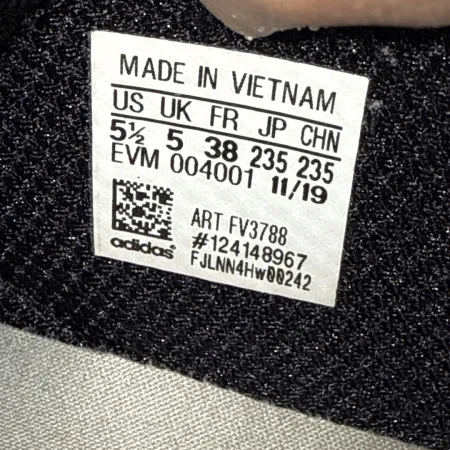 MADE IN VIETNAM
US UK FR JP CHN
5½ 5 38 235 235
EVM 004001 11/19
ART FV3788
#124148967
FJLNN4Hw00242
adidas®